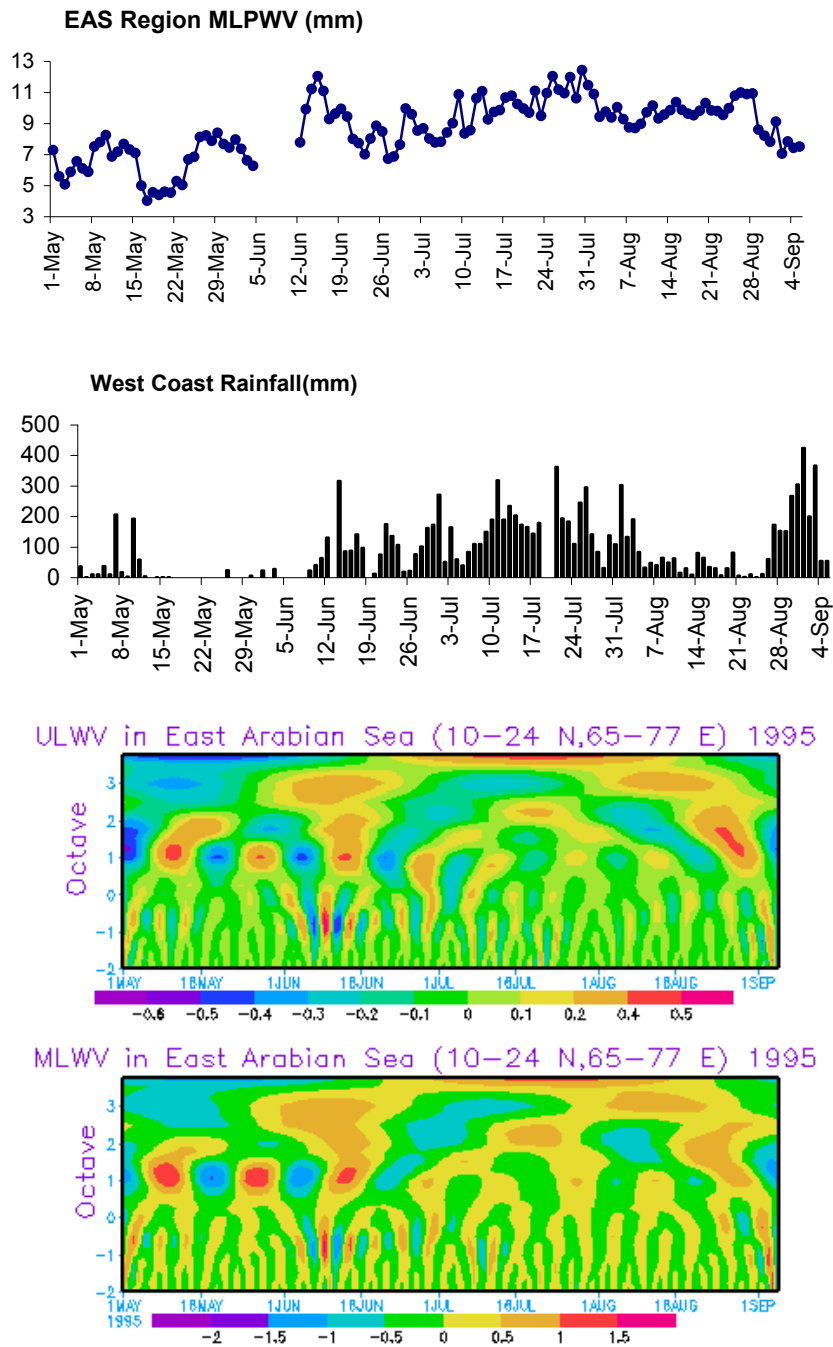 EAS Region MLPWV (mm)
13
11
9
7
5
3
1-May
8-May
15-May
22-May
29-May
5-Jun
12-Jun
19-Jun
26-Jun
3-Jul
10-Jul
17-Jul
24-Jul
31-Jul
7-Aug
14-Aug
21-Aug
28-Aug
4-Sep
West Coast Rainfall(mm)
500
400
300
200
100
0
1-May
8-May
15-May
22-May
29-May
5-Jun
12-Jun
19-Jun
26-Jun
3-Jul
10-Jul
17-Jul
24-Jul
31-Jul
7-Aug
14-Aug
21-Aug
28-Aug
4-Sep
ULWV in East Arabian Sea (10−24 N,65−77 E) 1995
Octave
3
2
1
0
−1
−2
1MAY 16MAY 1JUN 16JUN 1JUL 16JUL 1AUG 16AUG 1SEP
−0.6 −0.5 −0.4 −0.3 −0.2 −0.1 0 0.1 0.2 0.4 0.5
MLWV in East Arabian Sea (10−24 N,65−77 E) 1995
Octave
3
2
1
0
−1
−2
1MAY 16MAY 1JUN 16JUN 1JUL 16JUL 1AUG 16AUG 1SEP
1995
−2 −1.5 −1 −0.5 0 0.5 1 1.5